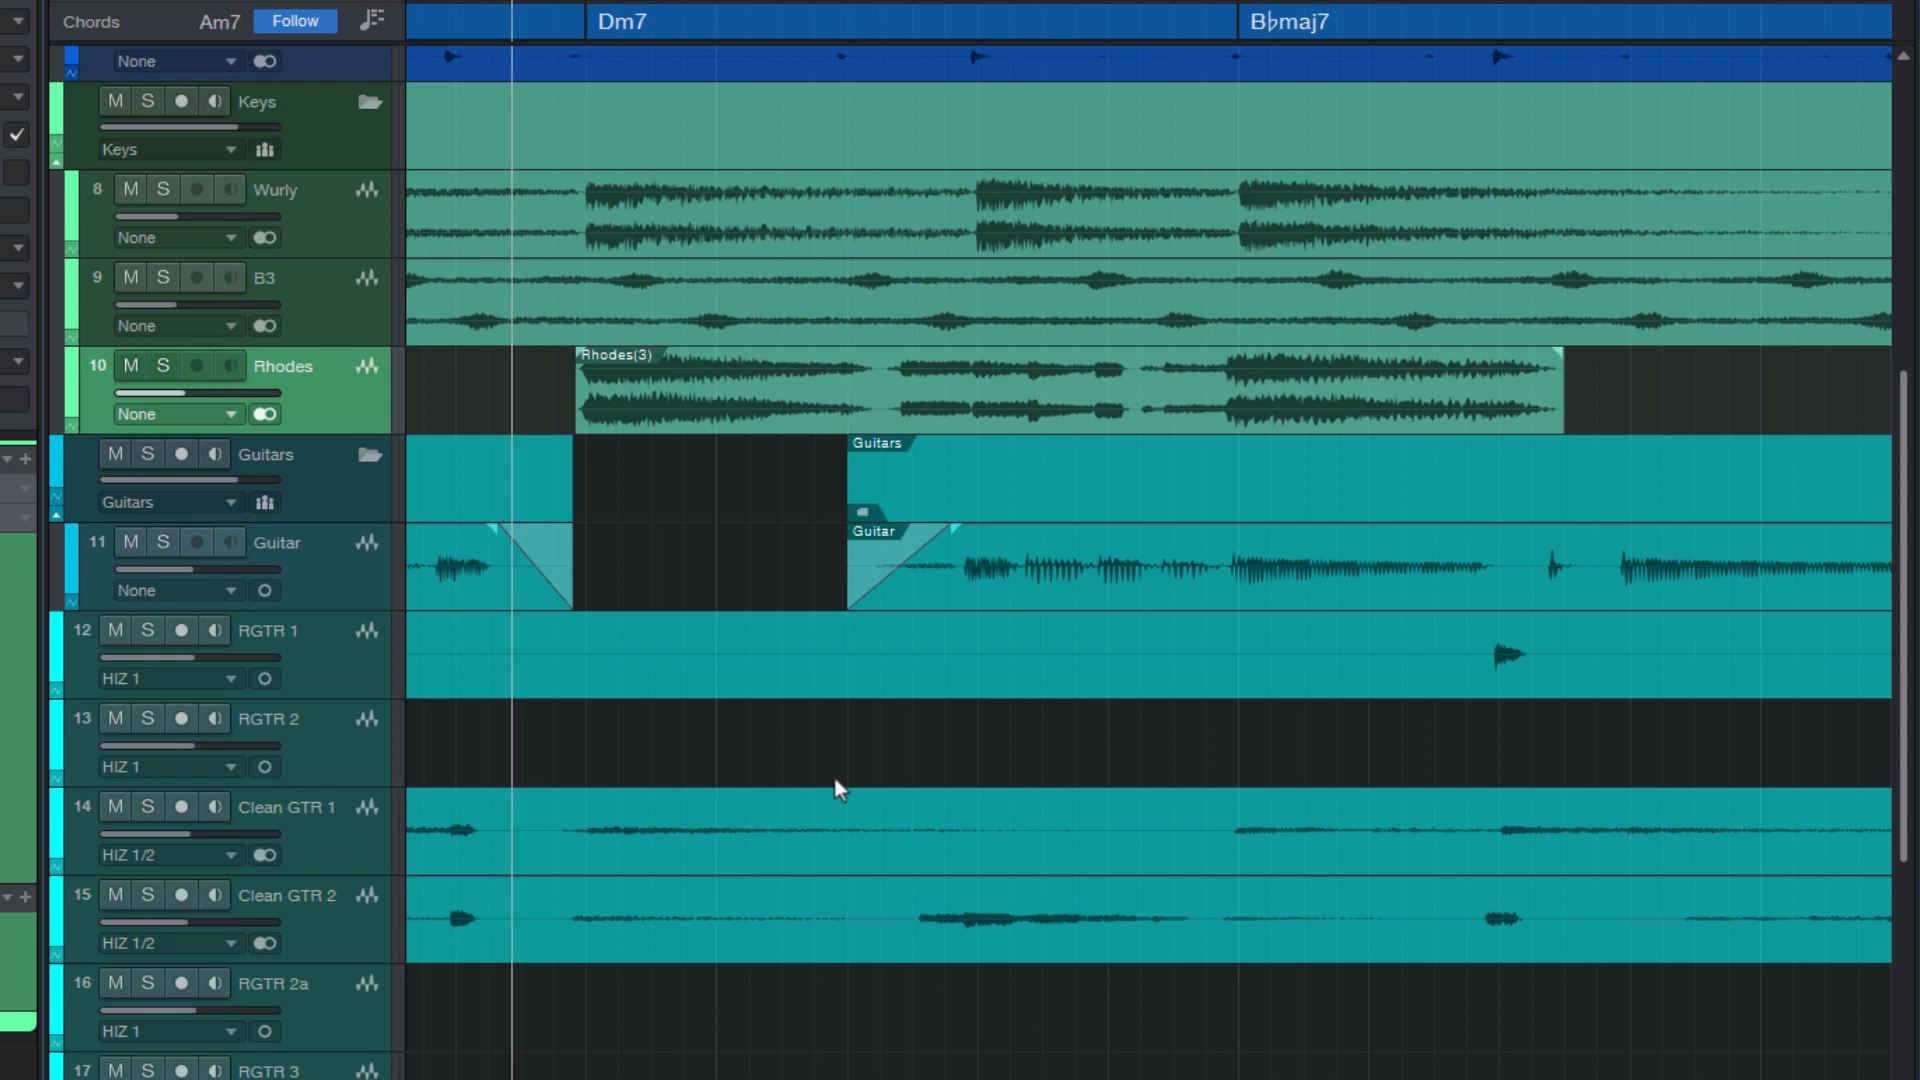 Chords Am7 Follow Dm7 B♭maj7
None
M S Keys
Keys
8 M S Wurly
None
9 M S B3
None
10 M S Rhodes
None
Rhodes(3)
M S Guitars
Guitars
Guitars
11 M S Guitar
None
Guitar
12 M S RGTR 1
HIZ 1
13 M S RGTR 2
HIZ 1
14 M S Clean GTR 1
HIZ 1/2
15 M S Clean GTR 2
HIZ 1/2
16 M S RGTR 2a
HIZ 1
17 M S RGTR 3